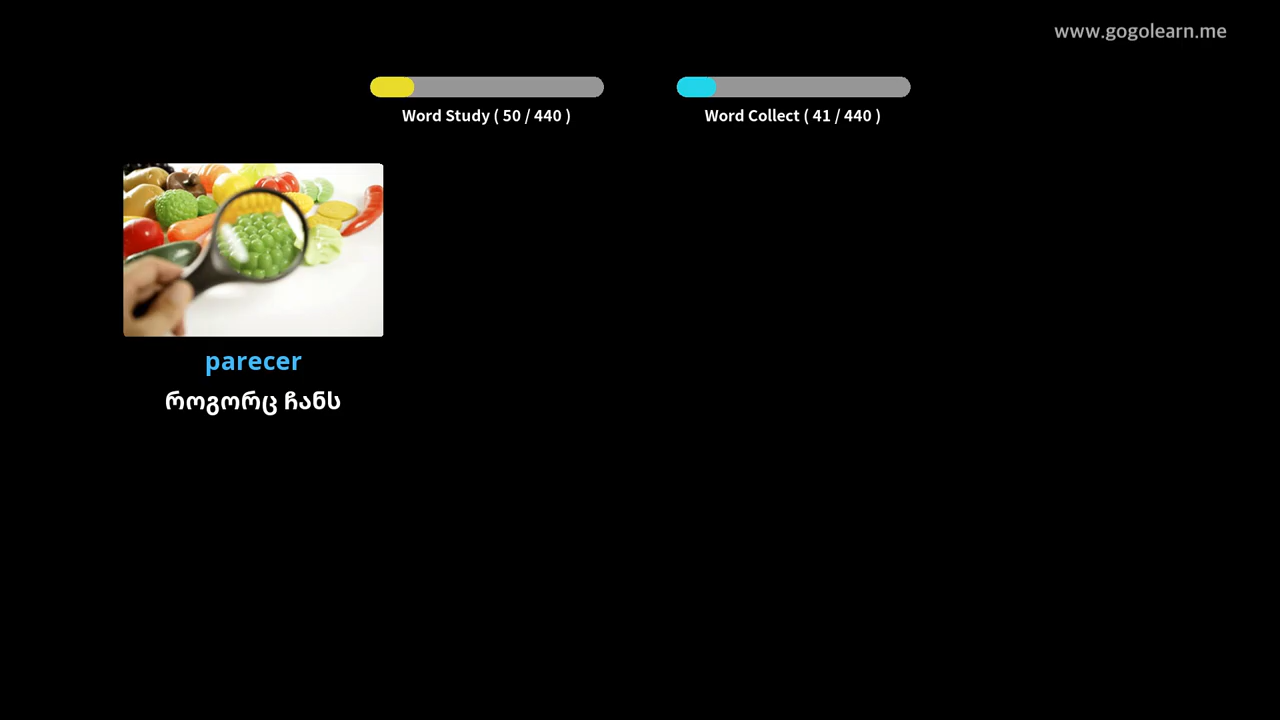 www.gogolearn.me
Word Study ( 50 / 440 )
Word Collect ( 41 / 440 )
parecer
როგორც ჩანს